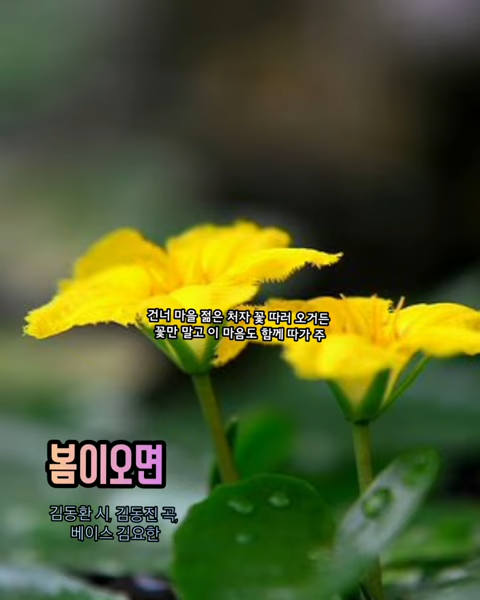 건너 마을 젊은 처자 꽃 따러 오거든
꽃만 말고 이 마음도 함께 따가 주
봄이오면
김동환 시, 김동진 곡,
베이스 김요한